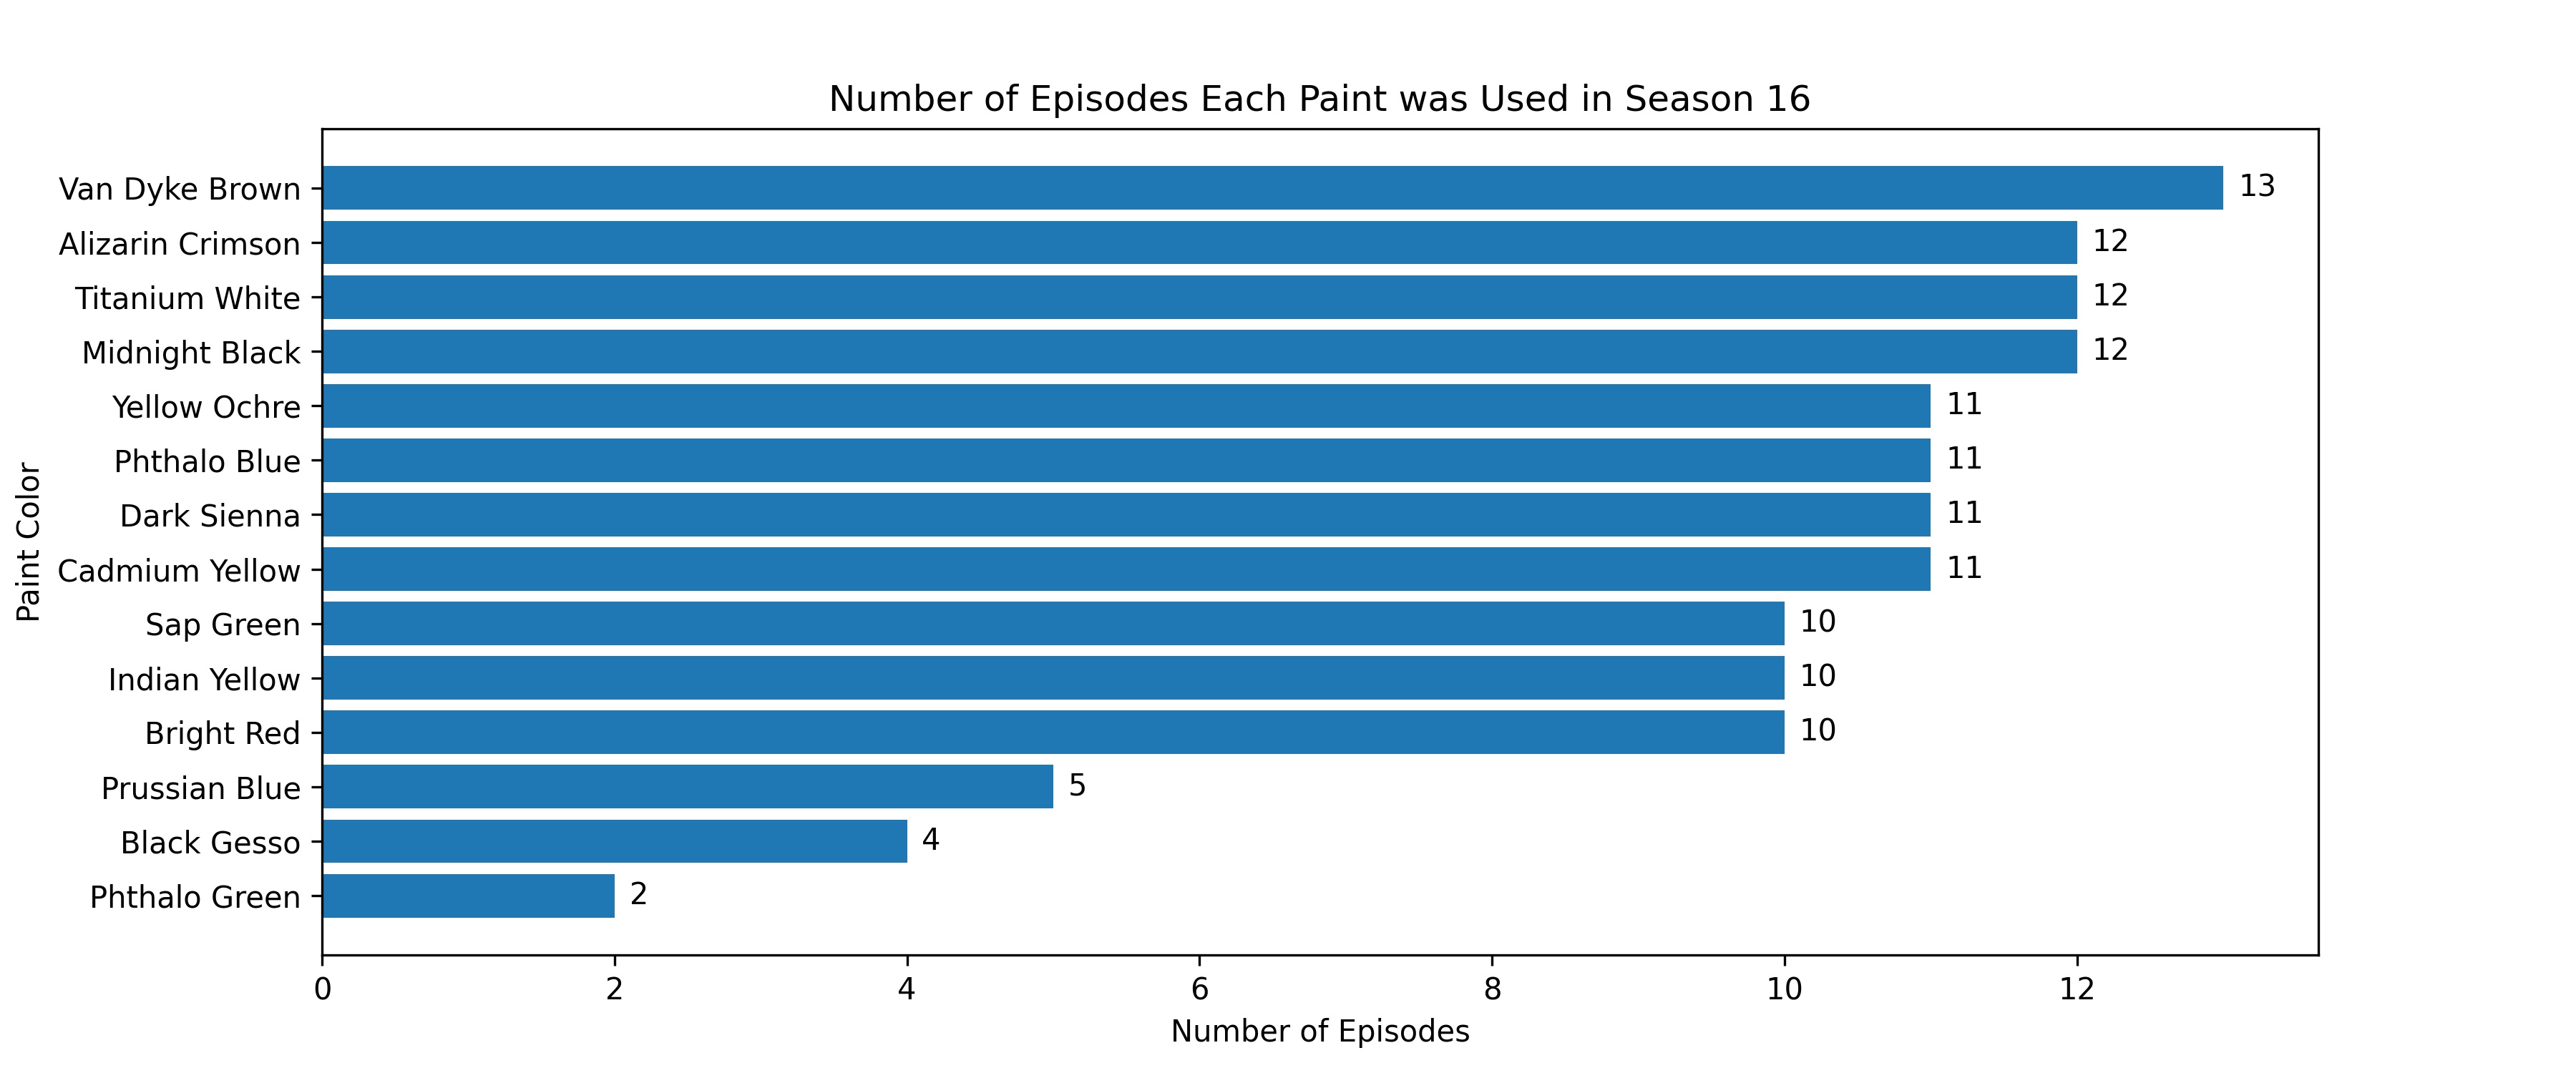 Number of Episodes Each Paint was Used in Season 16
Paint Color
Van Dyke Brown 13
Alizarin Crimson 12
Titanium White 12
Midnight Black 12
Yellow Ochre 11
Phthalo Blue 11
Dark Sienna 11
Cadmium Yellow 11
Sap Green 10
Indian Yellow 10
Bright Red 10
Prussian Blue 5
Black Gesso 4
Phthalo Green 2
0 2 4 6 8 10 12
Number of Episodes